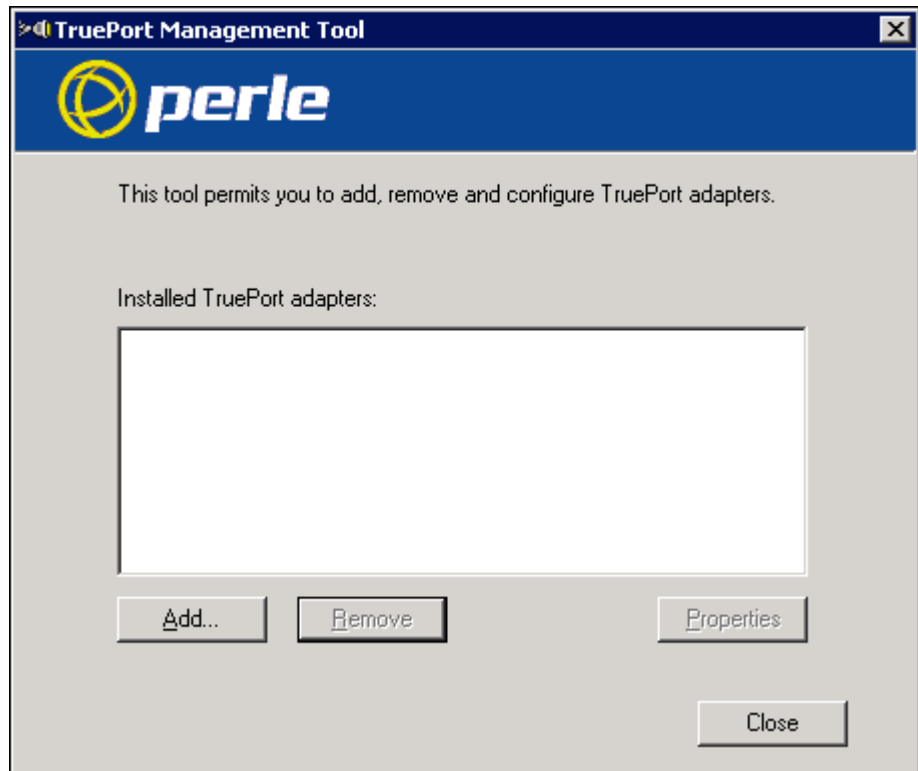 TruePort Management Tool
perle
This tool permits you to add, remove and configure TruePort adapters.
Installed TruePort adapters:
Add... Remove Properties
Close